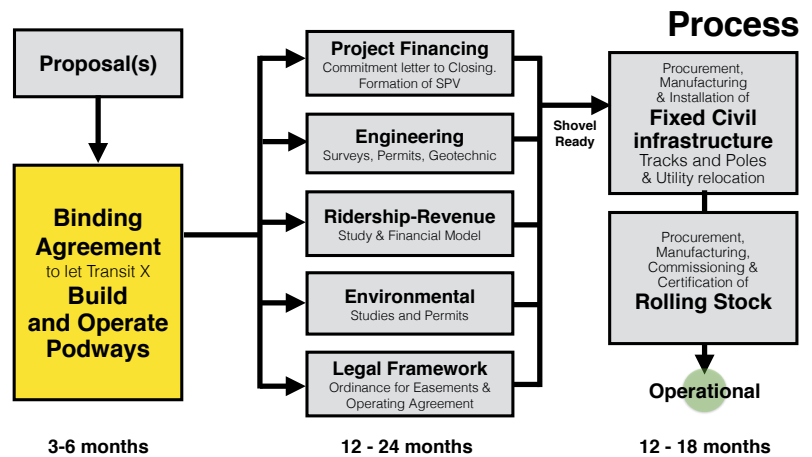 Process
Proposal(s)
Binding
Agreement
to let Transit X
Build
and Operate
Podways
3-6 months
Project Financing
Commitment letter to Closing.
Formation of SPV
Engineering
Surveys, Permits, Geotechnic
Ridership-Revenue
Study & Financial Model
Environmental
Studies and Permits
Legal Framework
Ordinance for Easements &
Operating Agreement
12 - 24 months
Shovel
Ready
Procurement,
Manufacturing
& Installation of
Fixed Civil
infrastructure
Tracks and Poles
& Utility relocation
Procurement,
Manufacturing,
Commissioning &
Certification of
Rolling Stock
Operational
12 - 18 months